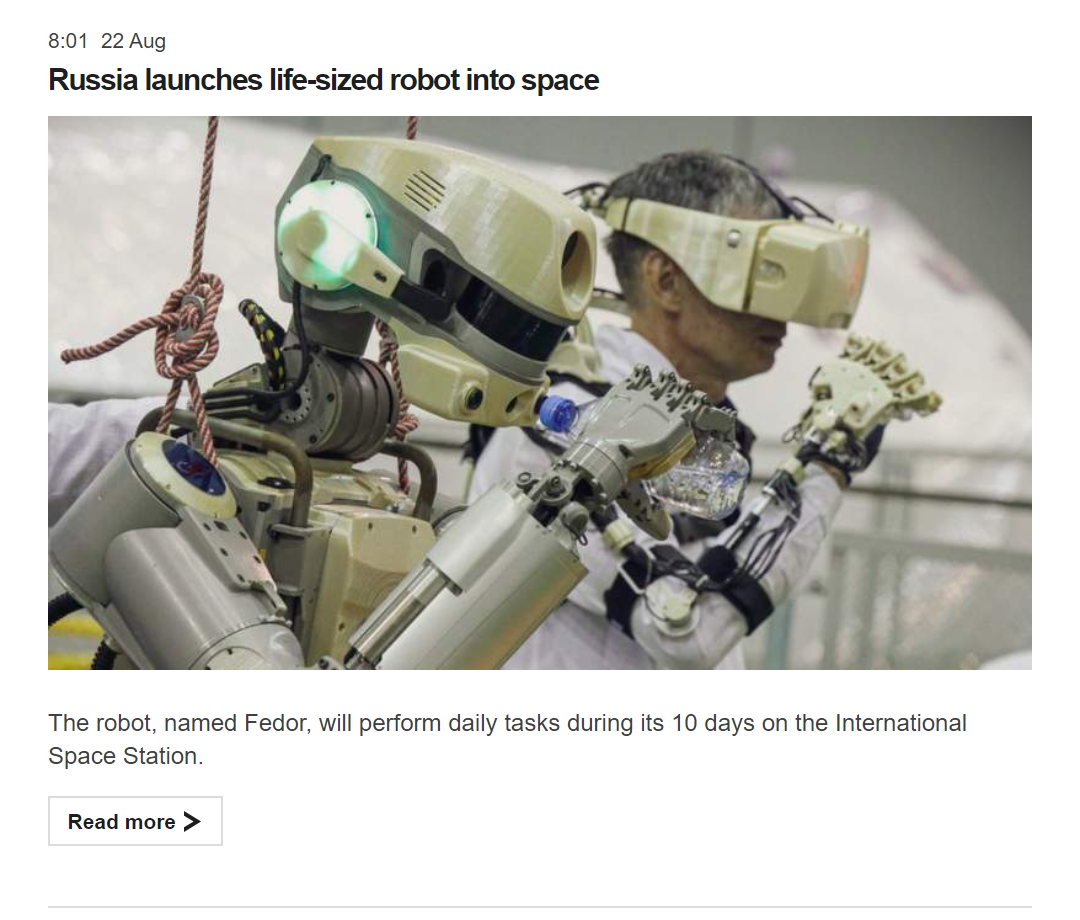 8:01 22 Aug
Russia launches life-sized robot into space
The robot, named Fedor, will perform daily tasks during its 10 days on the International
Space Station.
Read more